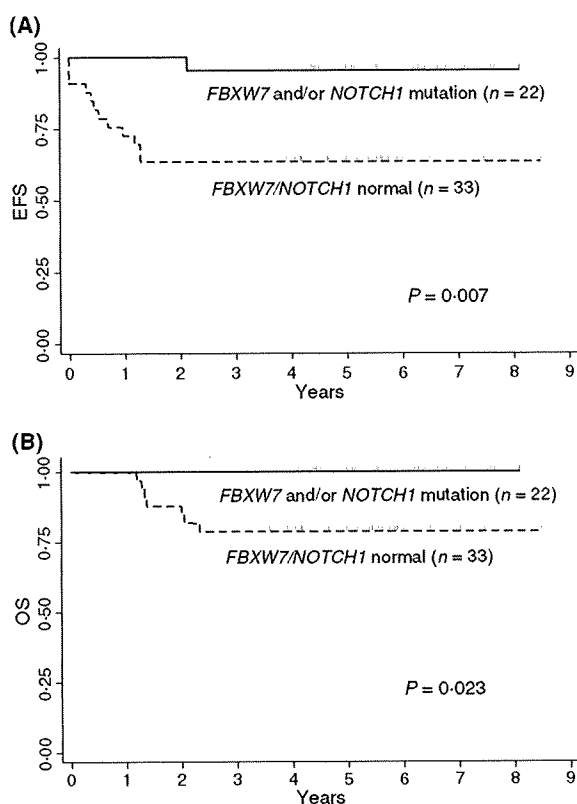 (A)
1·00
FBXW7 and/or NOTCH1 mutation (n = 22)
0·75
FBXW7/NOTCH1 normal (n = 33)
EFS
0·50
0·25
P = 0·007
0·00
0 1 2 3 4 5 6 7 8 9
Years
(B)
1·00
FBXW7 and/or NOTCH1 mutation (n = 22)
0·75
FBXW7/NOTCH1 normal (n = 33)
OS
0·50
0·25
P = 0·023
0·00
0 1 2 3 4 5 6 7 8 9
Years